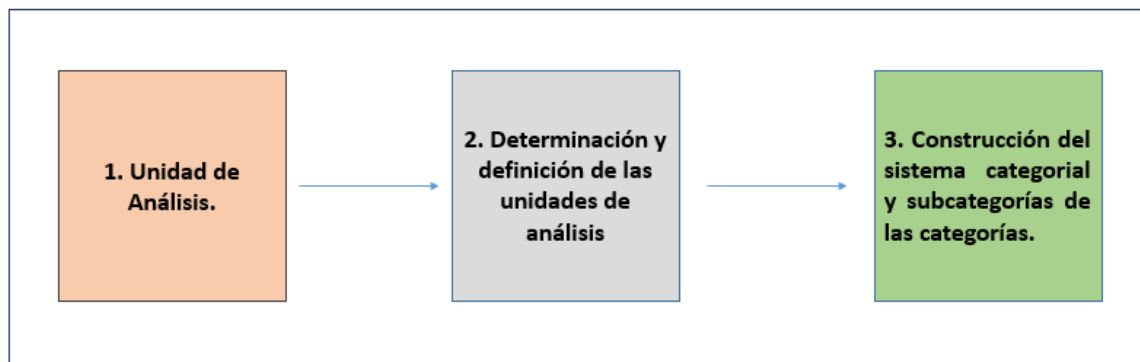 1. Unidad de
Análisis.
2. Determinación y
definición de las
unidades de
análisis
3. Construcción del
sistema categorial
y subcategorías de
las categorías.